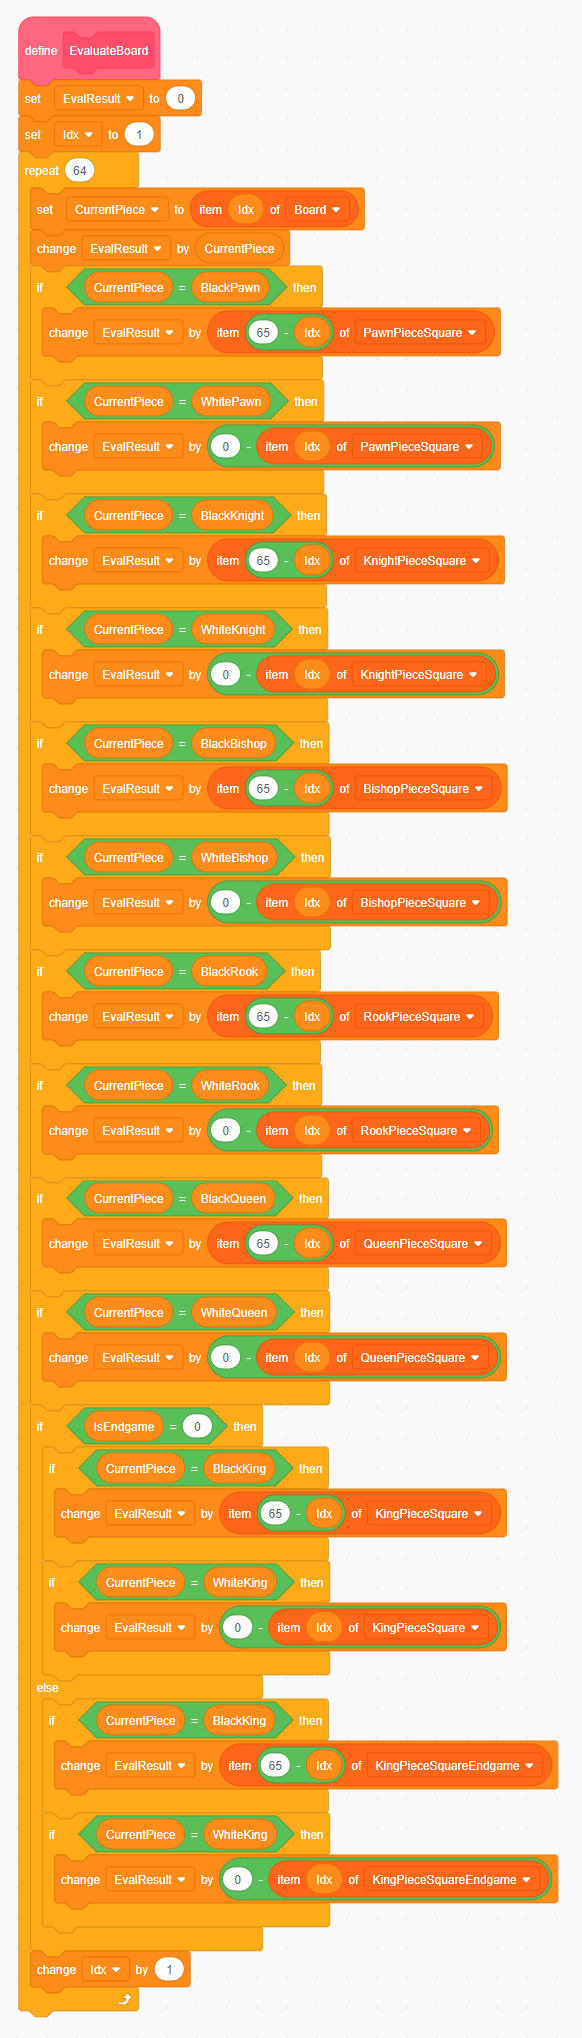 define EvaluateBoard
set EvalResult to 0
set Idx to 1
repeat 64
set CurrentPiece to item Idx of Board
change EvalResult by CurrentPiece
if CurrentPiece = BlackPawn then
change EvalResult by item 65 - Idx of PawnPieceSquare
if CurrentPiece = WhitePawn then
change EvalResult by 0 - item Idx of PawnPieceSquare
if CurrentPiece = BlackKnight then
change EvalResult by item 65 - Idx of KnightPieceSquare
if CurrentPiece = WhiteKnight then
change EvalResult by 0 - item Idx of KnightPieceSquare
if CurrentPiece = BlackBishop then
change EvalResult by item 65 - Idx of BishopPieceSquare
if CurrentPiece = WhiteBishop then
change EvalResult by 0 - item Idx of BishopPieceSquare
if CurrentPiece = BlackRook then
change EvalResult by item 65 - Idx of RookPieceSquare
if CurrentPiece = WhiteRook then
change EvalResult by 0 - item Idx of RookPieceSquare
if CurrentPiece = BlackQueen then
change EvalResult by item 65 - Idx of QueenPieceSquare
if CurrentPiece = WhiteQueen then
change EvalResult by 0 - item Idx of QueenPieceSquare
if IsEndgame = 0 then
if CurrentPiece = BlackKing then
change EvalResult by item 65 - Idx of KingPieceSquare
if CurrentPiece = WhiteKing then
change EvalResult by 0 - item Idx of KingPieceSquare
else
if CurrentPiece = BlackKing then
change EvalResult by item 65 - Idx of KingPieceSquareEndgame
if CurrentPiece = WhiteKing then
change EvalResult by 0 - item Idx of KingPieceSquareEndgame
change Idx by 1